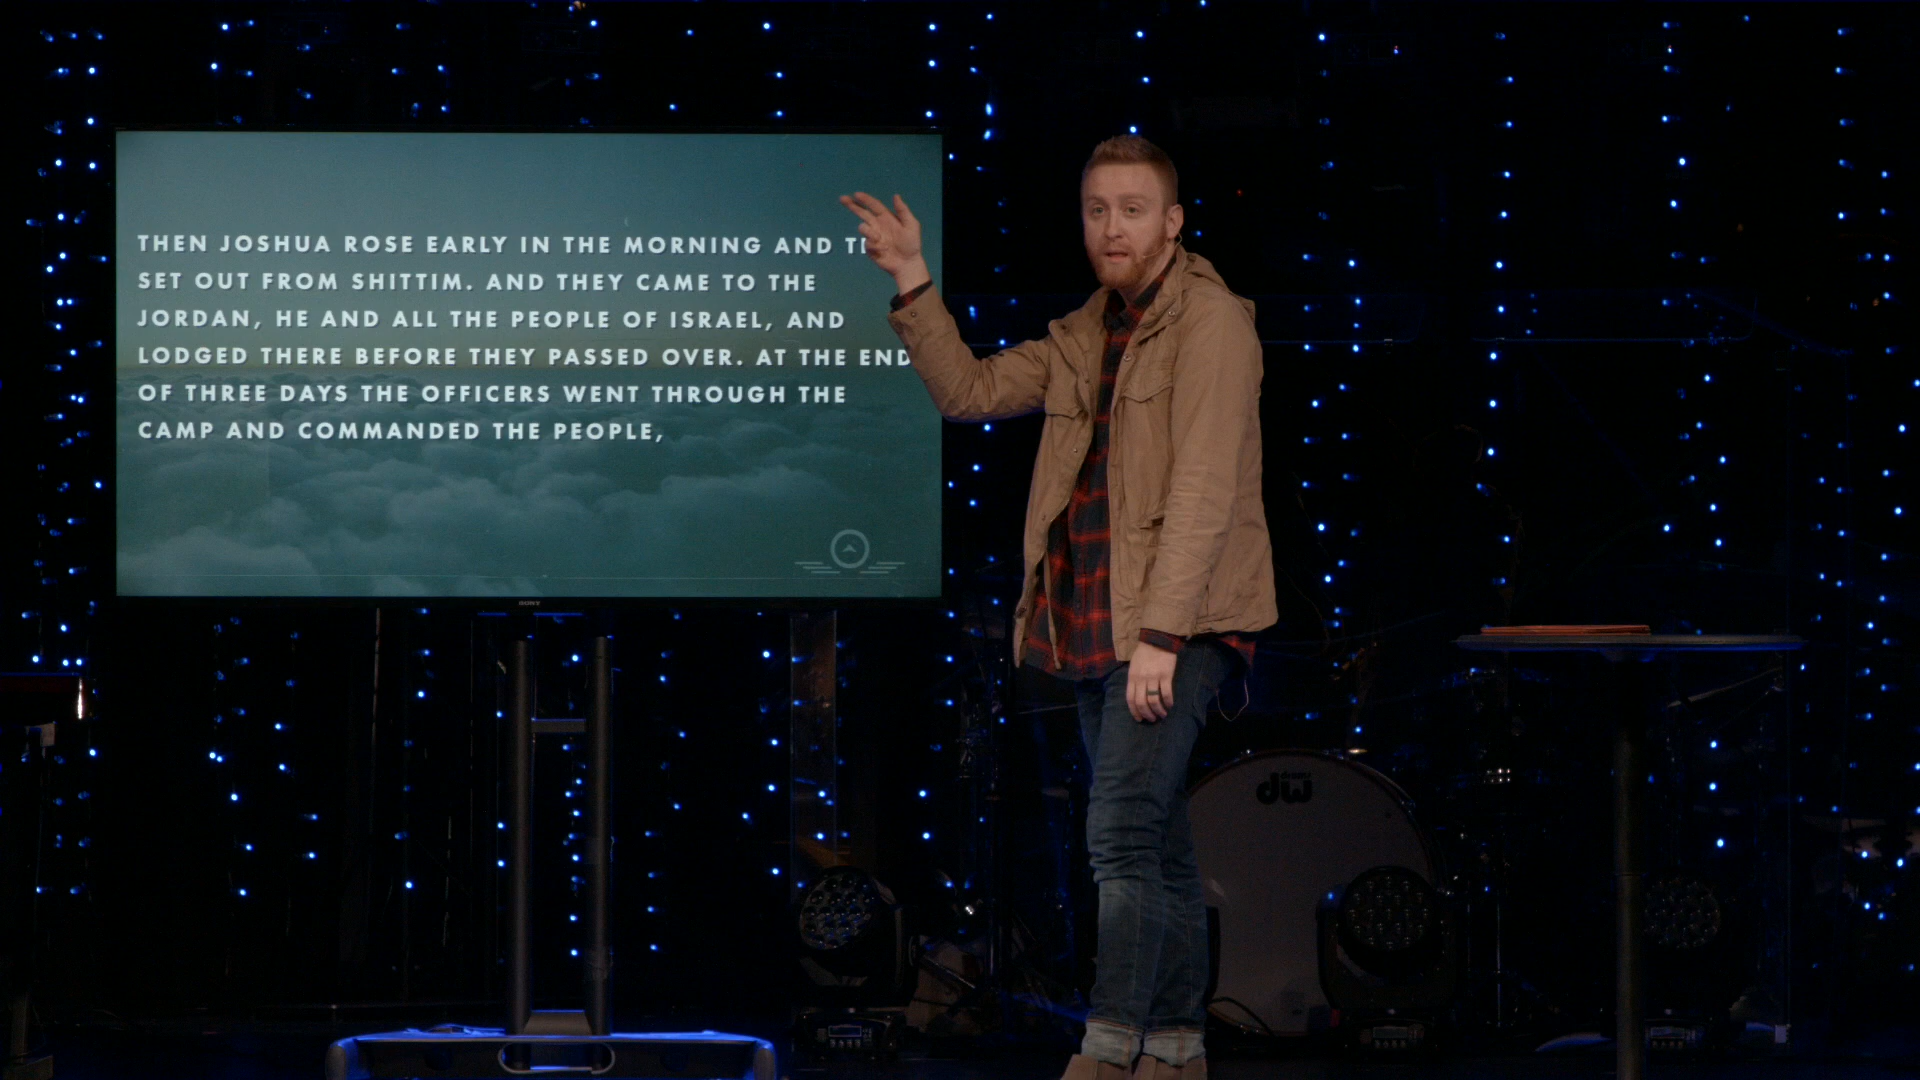 THEN JOSHUA ROSE EARLY IN THE MORNING AND
SET OUT FROM SHITTIM. AND THEY CAME TO THE
JORDAN, HE AND ALL THE PEOPLE OF ISRAEL, AND
LODGED THERE BEFORE THEY PASSED OVER. AT THE END
OF THREE DAYS THE OFFICERS WENT THROUGH THE
CAMP AND COMMANDED THE PEOPLE,
SONY
drums
dw